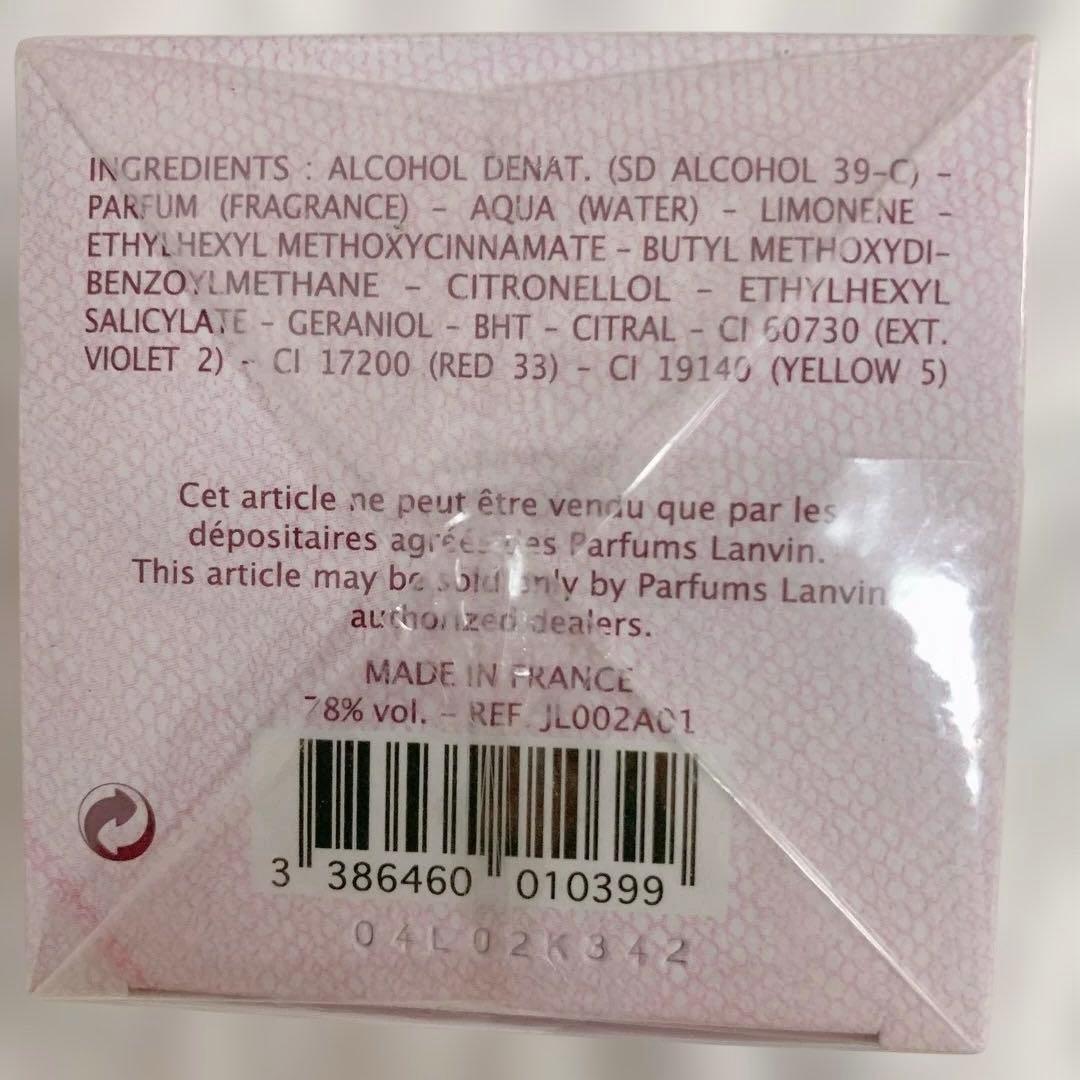 INGREDIENTS : ALCOHOL DENAT. (SD ALCOHOL 39-C) –
PARFUM (FRAGRANCE) – AQUA (WATER) – LIMONENE –
ETHYLHEXYL METHOXYCINNAMATE – BUTYL METHOXYDI-
BENZOYLMETHANE – CITRONELLOL – ETHYLHEXYL
SALICYLATE – GERANIOL – BHT – CITRAL – CI 60730 (EXT.
VIOLET 2) – CI 17200 (RED 33) – CI 19140 (YELLOW 5)
Cet article ne peut être vendu que par les
dépositaires agréés des Parfums Lanvin.
This article may be sold only by Parfums Lanvin
authorized dealers.
MADE IN FRANCE
78% vol. – REF. JL002A01
3 386460 010399
04L02K342